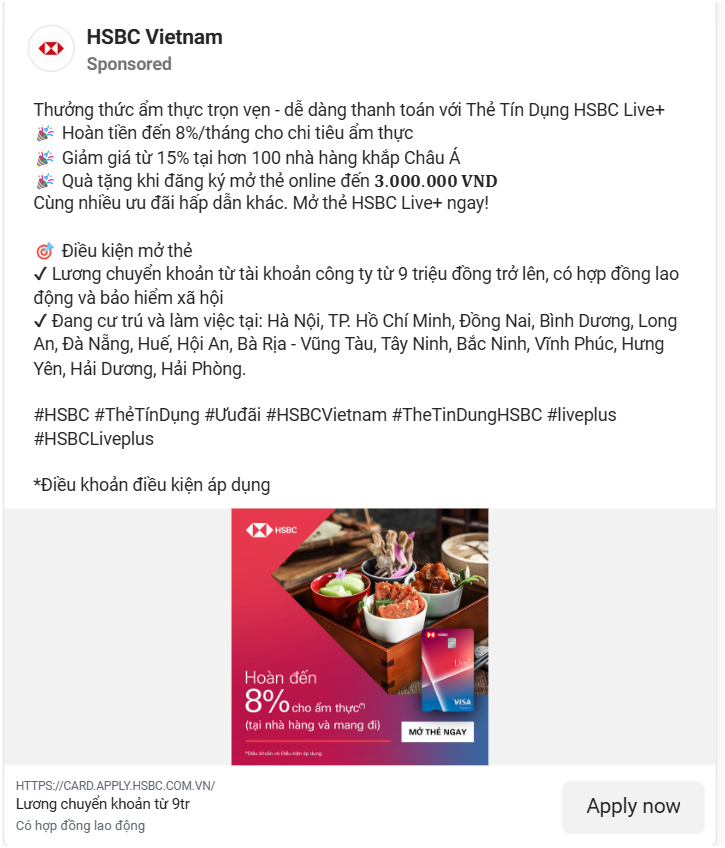 HSBC Vietnam
Sponsored
Thưởng thức ẩm thực trọn vẹn - dễ dàng thanh toán với Thẻ Tín Dụng HSBC Live+
🎉 Hoàn tiền đến 8%/tháng cho chi tiêu ẩm thực
🎉 Giảm giá từ 15% tại hơn 100 nhà hàng khắp Châu Á
🎉 Quà tặng khi đăng ký mở thẻ online đến 𝟑.𝟎𝟎𝟎.𝟎𝟎𝟎 𝐕𝐍𝐃
Cùng nhiều ưu đãi hấp dẫn khác. Mở thẻ HSBC Live+ ngay!
🎯 Điều kiện mở thẻ
✔ Lương chuyển khoản từ tài khoản công ty từ 9 triệu đồng trở lên, có hợp đồng lao
động và bảo hiểm xã hội
✔ Đang cư trú và làm việc tại: Hà Nội, TP. Hồ Chí Minh, Đồng Nai, Bình Dương, Long
An, Đà Nẵng, Huế, Hội An, Bà Rịa - Vũng Tàu, Tây Ninh, Bắc Ninh, Vĩnh Phúc, Hưng
Yên, Hải Dương, Hải Phòng.
#HSBC #ThẻTínDụng #Ưuđãi #HSBCVietnam #TheTinDungHSBC #liveplus
#HSBCLiveplus
*Điều khoản điều kiện áp dụng
HSBC
HSBC
Live+
VISA
Hoàn đến
8% cho ẩm thực(*)
(tại nhà hàng và mang đi)
MỞ THẺ NGAY
*Điều khoản và Điều kiện áp dụng.
HTTPS://CARD.APPLY.HSBC.COM.VN/
Lương chuyển khoản từ 9tr
Có hợp đồng lao động
Apply now